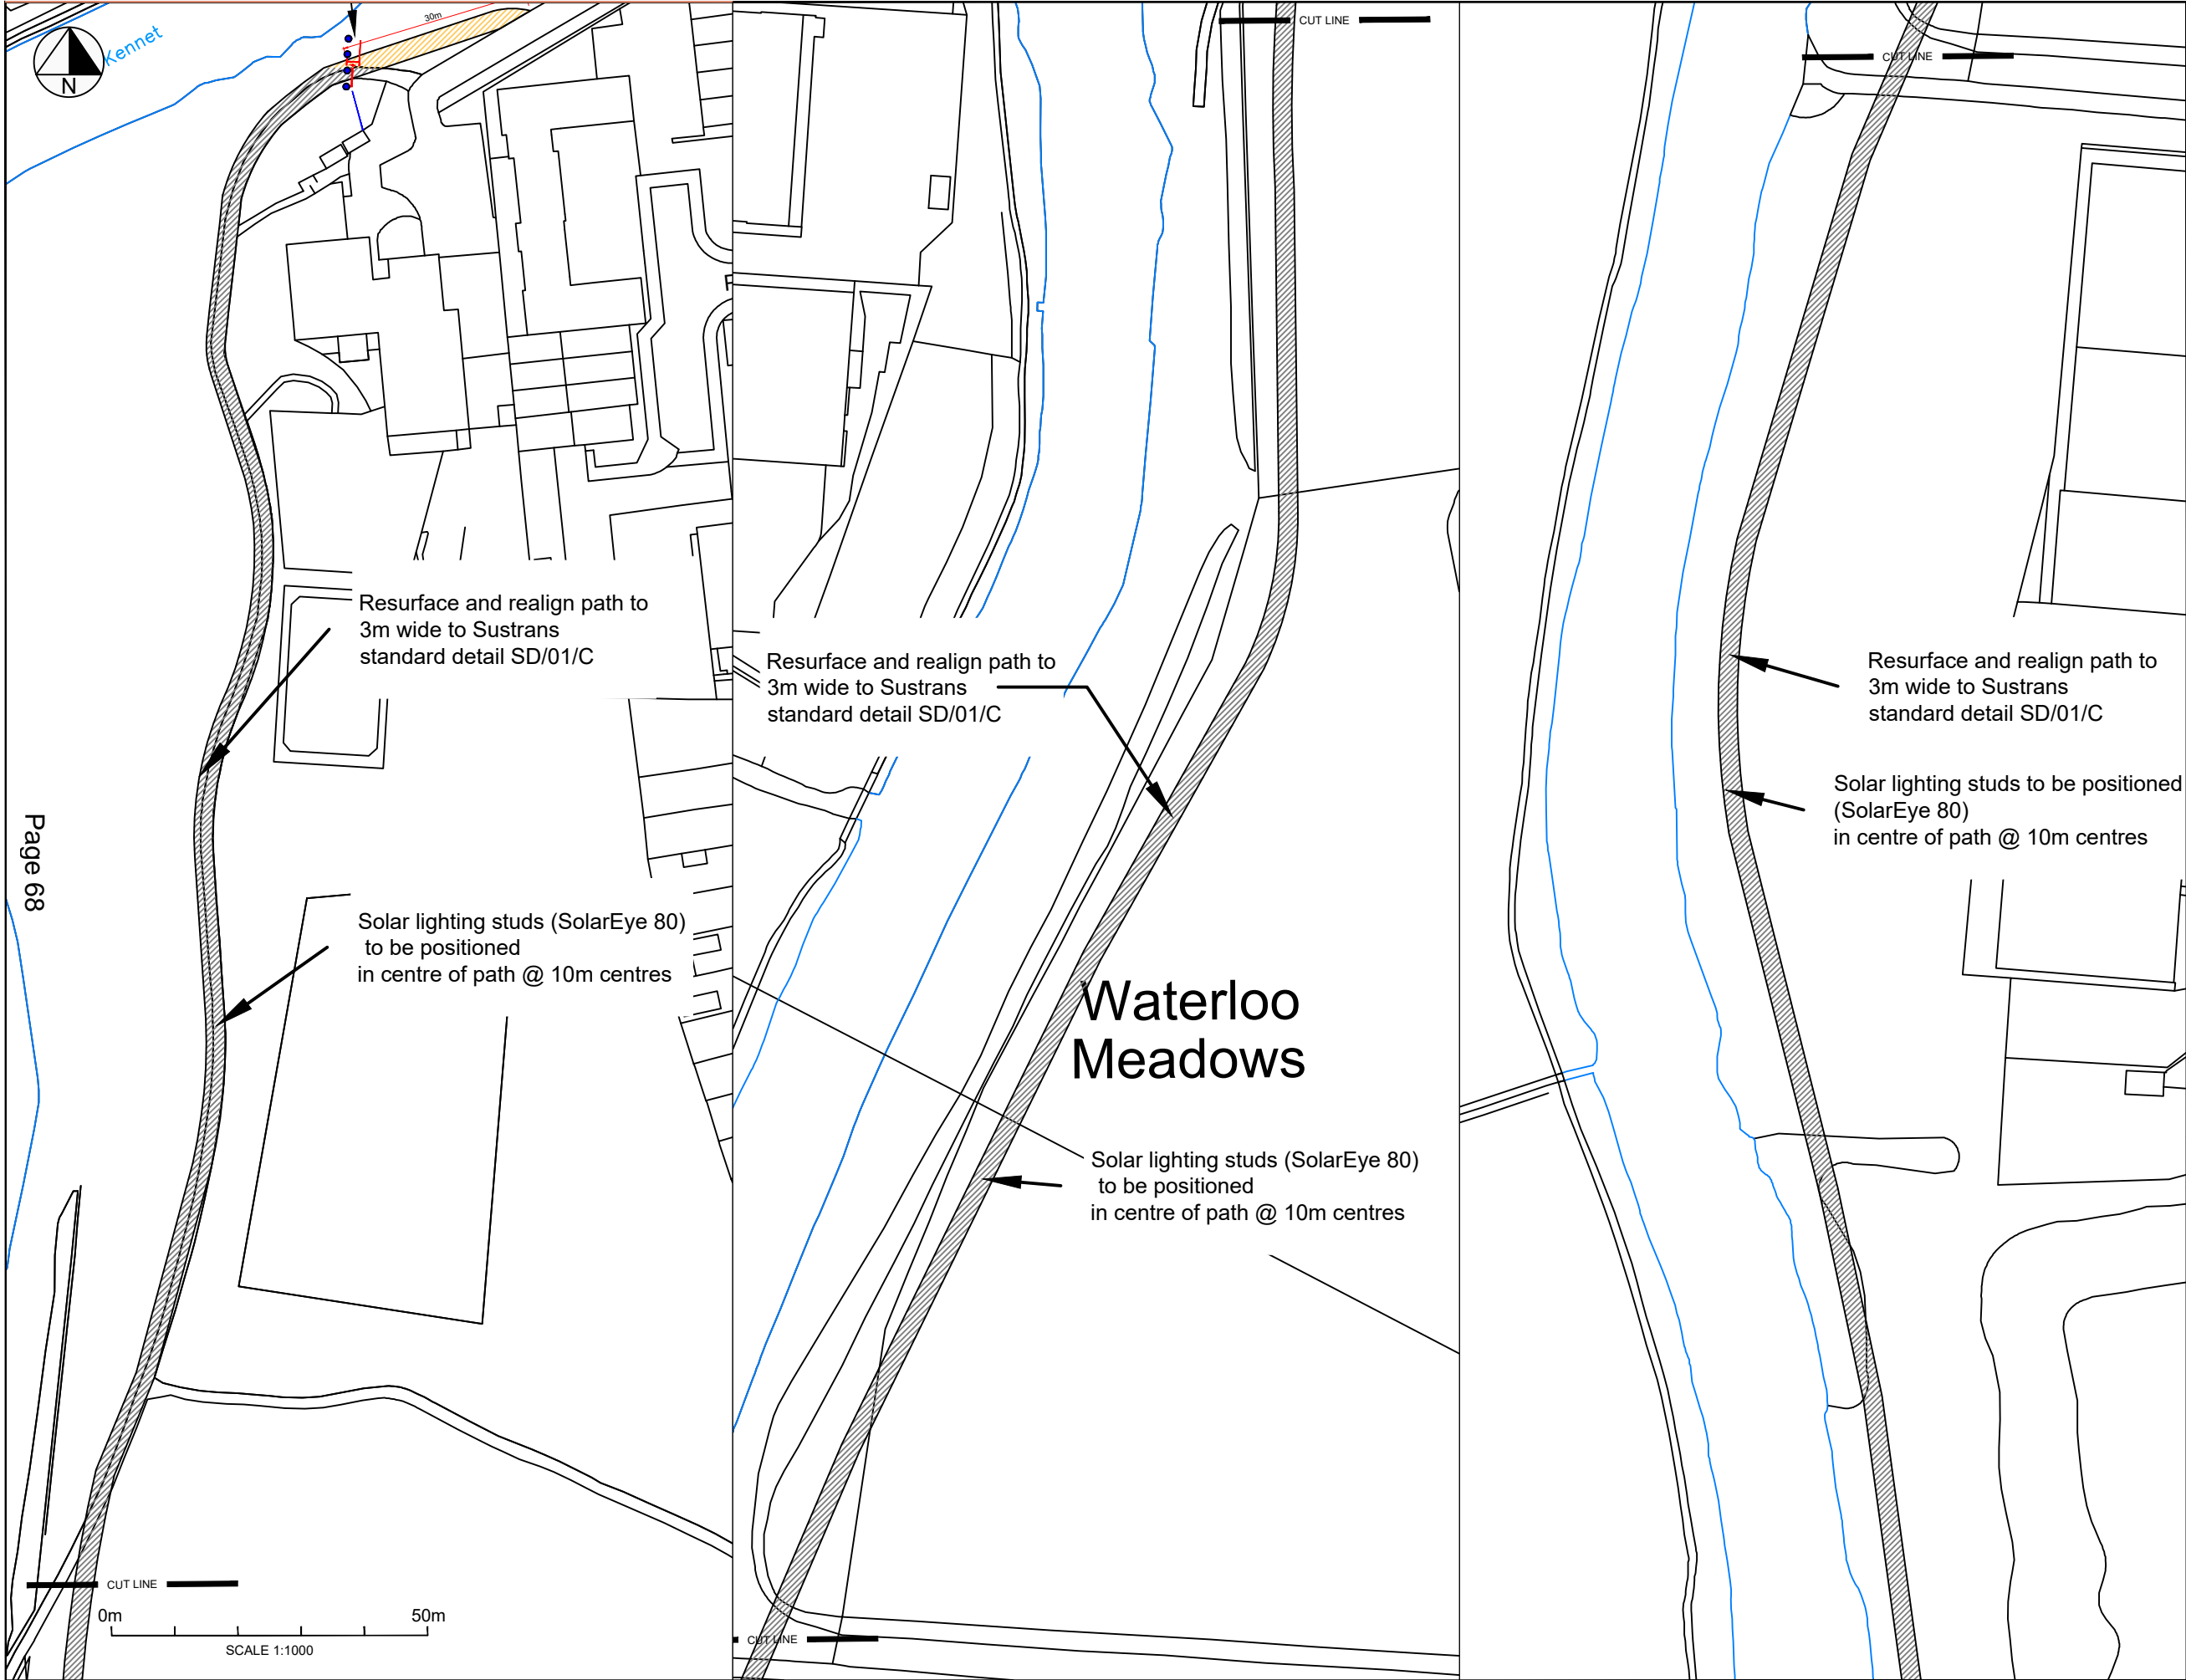 Kennet
N
30m
Resurface and realign path to
3m wide to Sustrans
standard detail SD/01/C
Page 68
Solar lighting studs (SolarEye 80)
to be positioned
in centre of path @ 10m centres
CUT LINE
0m 50m
SCALE 1:1000
CUT LINE
Resurface and realign path to
3m wide to Sustrans
standard detail SD/01/C
Waterloo
Meadows
Solar lighting studs (SolarEye 80)
to be positioned
in centre of path @ 10m centres
CUT LINE
CUT LINE
Resurface and realign path to
3m wide to Sustrans
standard detail SD/01/C
Solar lighting studs to be positioned
(SolarEye 80)
in centre of path @ 10m centres